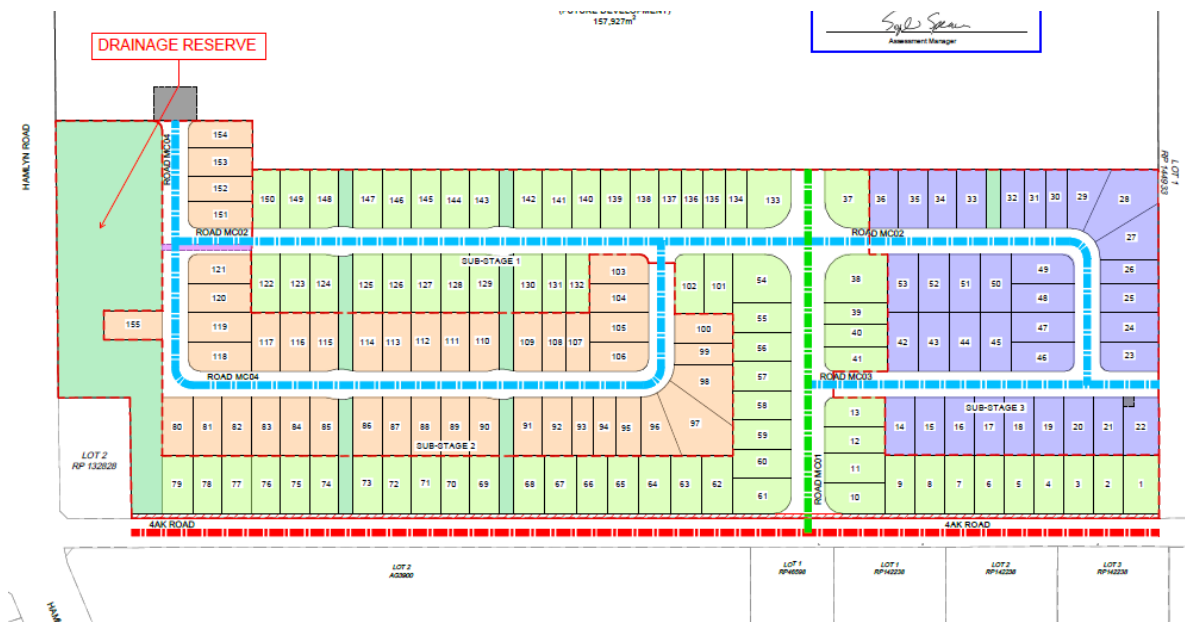 (FUTURE DEVELOPMENT)
157,927m²
Assessment Manager
DRAINAGE RESERVE
HAMLYN ROAD
LOT 1
RP 144933
ROAD MC04
154
153
152
151
150 149 148 147 146 145 144 143 142 141 140 139 138 137 136 135 134 133 37 36 35 34 33 32 31 30 29 28
27
ROAD MC02
ROAD MC02
SUB-STAGE 1
121
120
119
118
122 123 124 125 126 127 128 129 130 131 132
103
104
105
106
102 101
54
55
56
57
58
59
60
61
38
39
40
41
53 52 51 50
49
48
47
46
26
25
24
23
155
117 116 115 114 113 112 111 110 109 108 107
100
99
98
97
42 43 44 45
ROAD MC04
ROAD MC03
80 81 82 83 84 85 86 87 88 89 90 91 92 93 94 95 96
SUB-STAGE 2
SUB-STAGE 3
13
12
11
10
14 15 16 17 18 19 20 21 22
LOT 2
RP 132828
79 78 77 76 75 74 73 72 71 70 69 68 67 66 65 64 63 62
ROAD MC01
9 8 7 6 5 4 3 2 1
4AK ROAD
4AK ROAD
LOT 2
AG3900
LOT 1
RP46598
LOT 1
RP142238
LOT 2
RP142238
LOT 3
RP142238